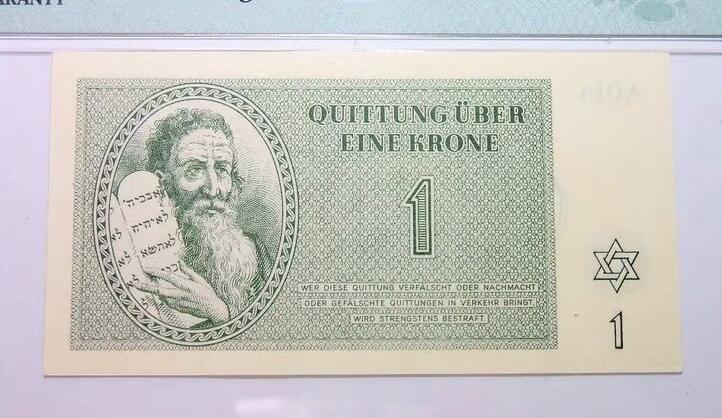 QUITTUNG ÜBER
EINE KRONE
1
WER DIESE QUITTUNG VERFÄLSCHT ODER NACHMACHT
ODER GEFÄLSCHTE QUITTUNGEN IN VERKEHR BRINGT,
WIRD STRENGSTENS BESTRAFT.
1